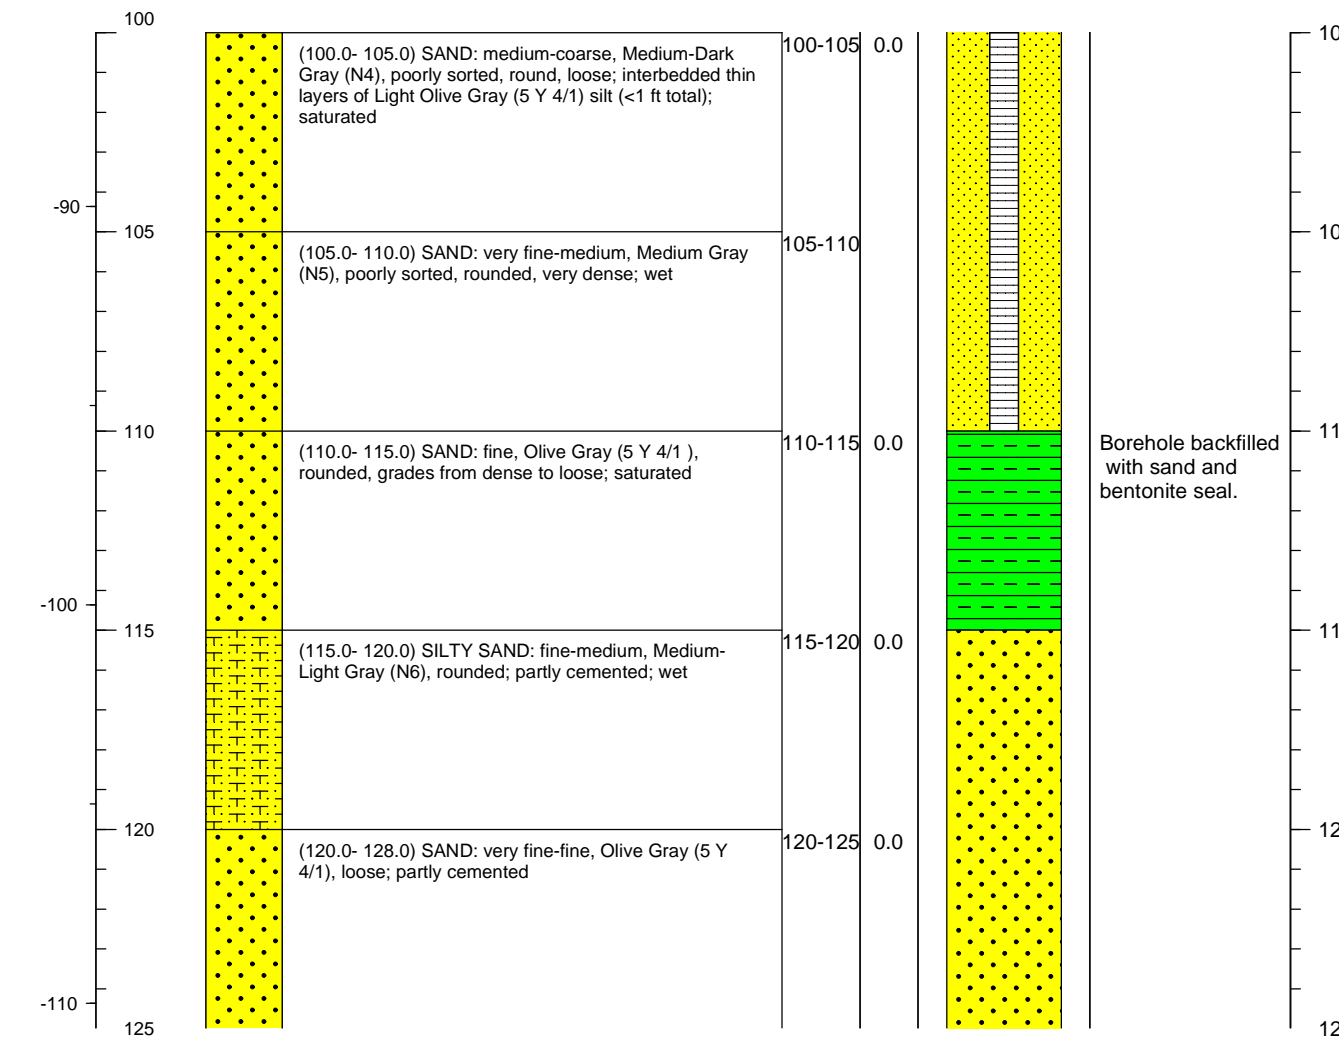 100
(100.0- 105.0) SAND: medium-coarse, Medium-Dark
Gray (N4), poorly sorted, round, loose; interbedded thin
layers of Light Olive Gray (5 Y 4/1) silt (<1 ft total);
saturated
100-105 0.0
10
-90
105
(105.0- 110.0) SAND: very fine-medium, Medium Gray
(N5), poorly sorted, rounded, very dense; wet
105-110
10
110
(110.0- 115.0) SAND: fine, Olive Gray (5 Y 4/1 ),
rounded, grades from dense to loose; saturated
110-115 0.0
Borehole backfilled
with sand and
bentonite seal.
11
-100
115
(115.0- 120.0) SILTY SAND: fine-medium, Medium-
Light Gray (N6), rounded; partly cemented; wet
115-120 0.0
11
120
(120.0- 128.0) SAND: very fine-fine, Olive Gray (5 Y
4/1), loose; partly cemented
120-125 0.0
12
-110
125
12